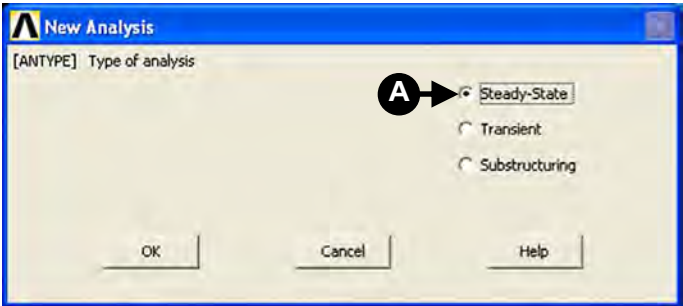 New Analysis
[ANTYPE] Type of analysis
A
Steady-State
Transient
Substructuring
OK Cancel Help